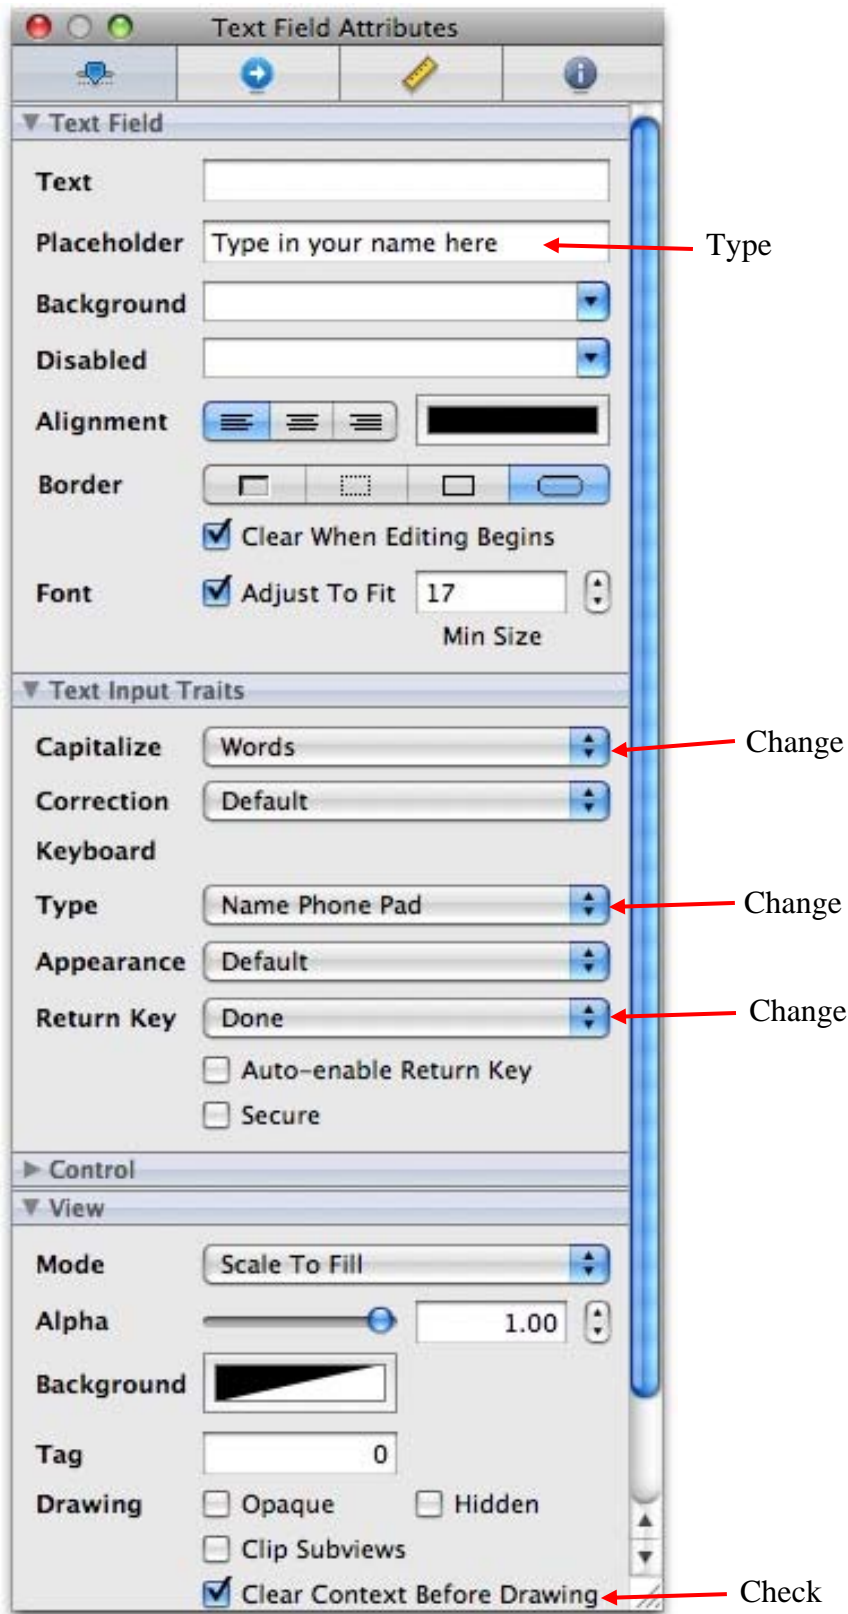 Text Field Attributes
Text Field
Text
Placeholder Type in your name here Type
Background
Disabled
Alignment
Border
Clear When Editing Begins
Font Adjust To Fit 17
Min Size
Text Input Traits
Capitalize Words Change
Correction Default
Keyboard
Type Name Phone Pad Change
Appearance Default
Return Key Done Change
Auto-enable Return Key
Secure
Control
View
Mode Scale To Fill
Alpha 1.00
Background
Tag 0
Drawing Opaque Hidden
Clip Subviews
Clear Context Before Drawing Check